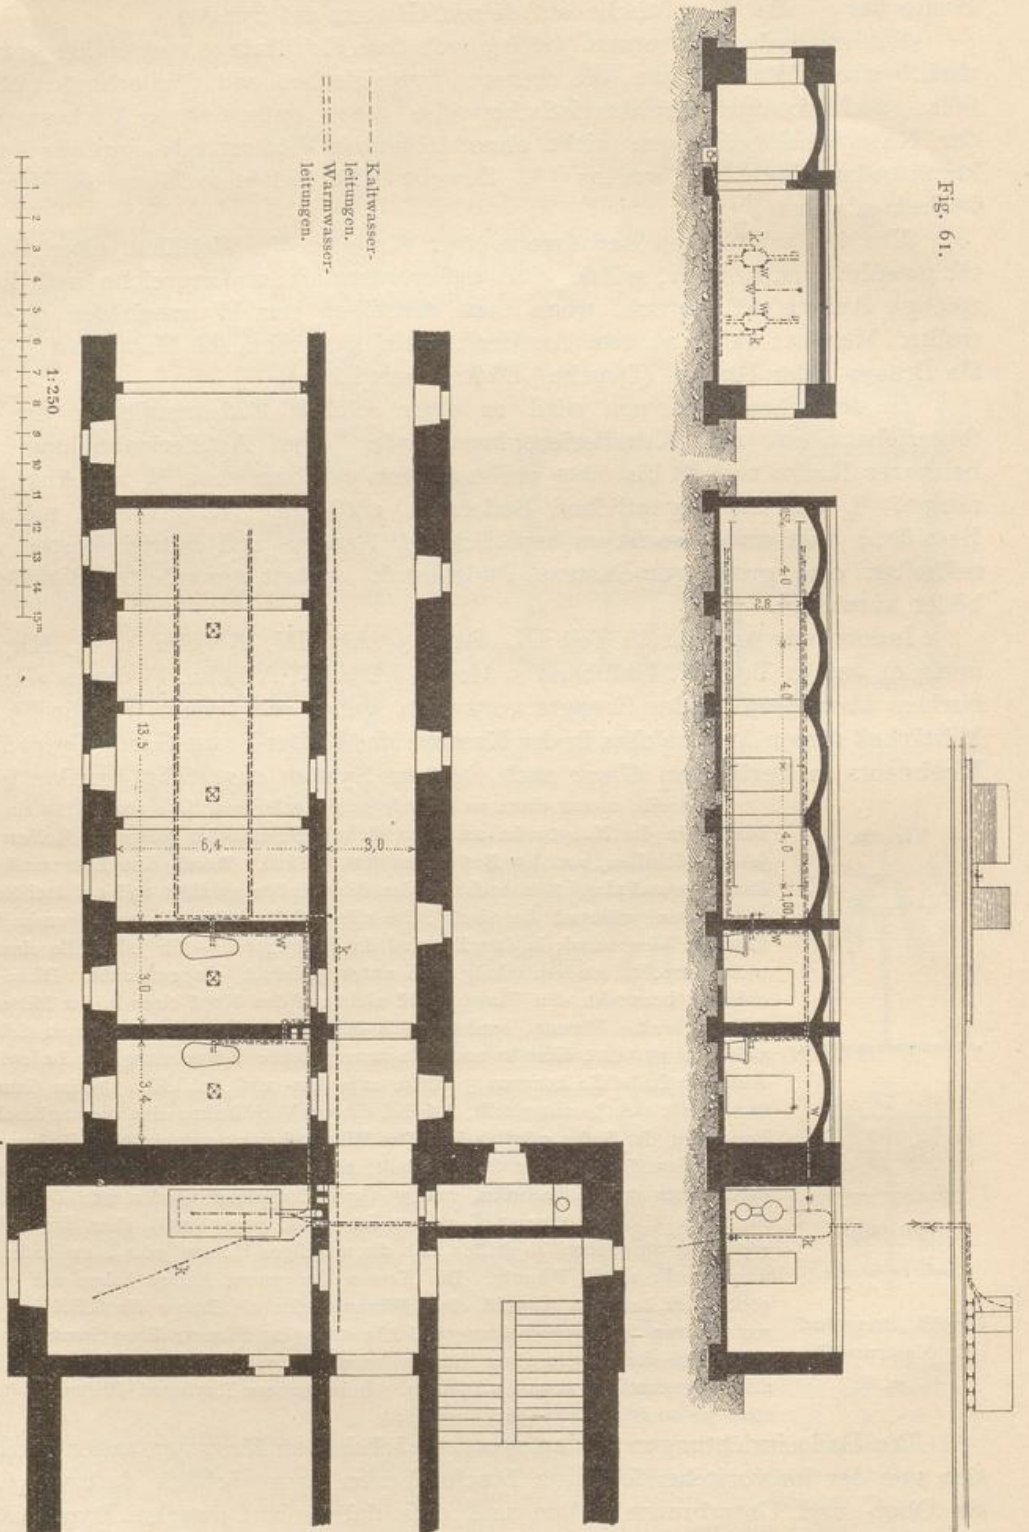 Fig. 61.
Kaltwasser-
leitungen.
Warmwasser-
leitungen.
k
w
w
w
k
4,0
4,0
4,0
1,00
w
w
k
13,5
6,4
3,0
k
w
3,0
3,4
k
1:250
1 2 3 4 5 6 7 8 9 10 11 12 13 14 15m